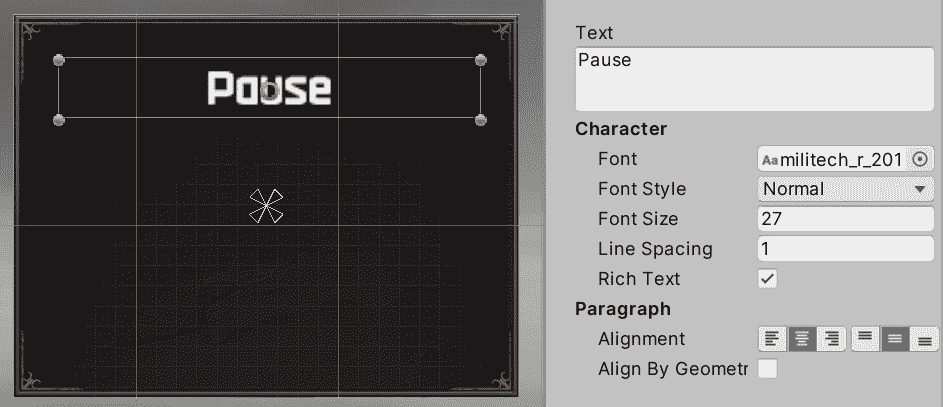 Pause
Text
Pause
Character
Font Aa militech_r_201
Font Style Normal
Font Size 27
Line Spacing 1
Rich Text
Paragraph
Alignment
Align By Geometr